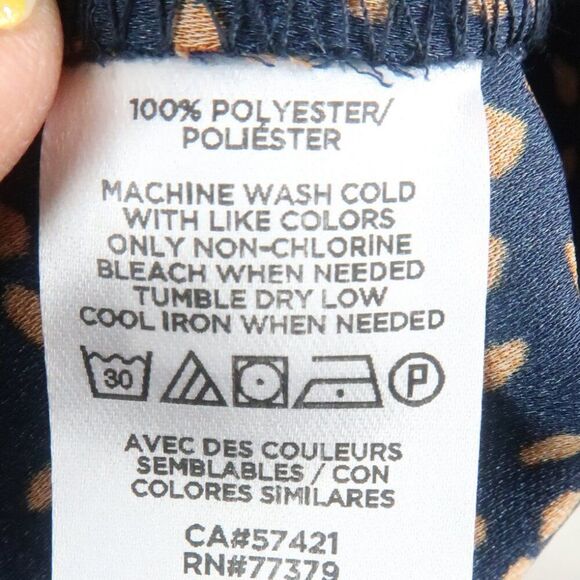 100% POLYESTER/
POLIÉSTER
MACHINE WASH COLD
WITH LIKE COLORS
ONLY NON-CHLORINE
BLEACH WHEN NEEDED
TUMBLE DRY LOW
COOL IRON WHEN NEEDED
30 P
AVEC DES COULEURS
SEMBLABLES / CON
COLORES SIMILARES
CA#57421
RN#77379